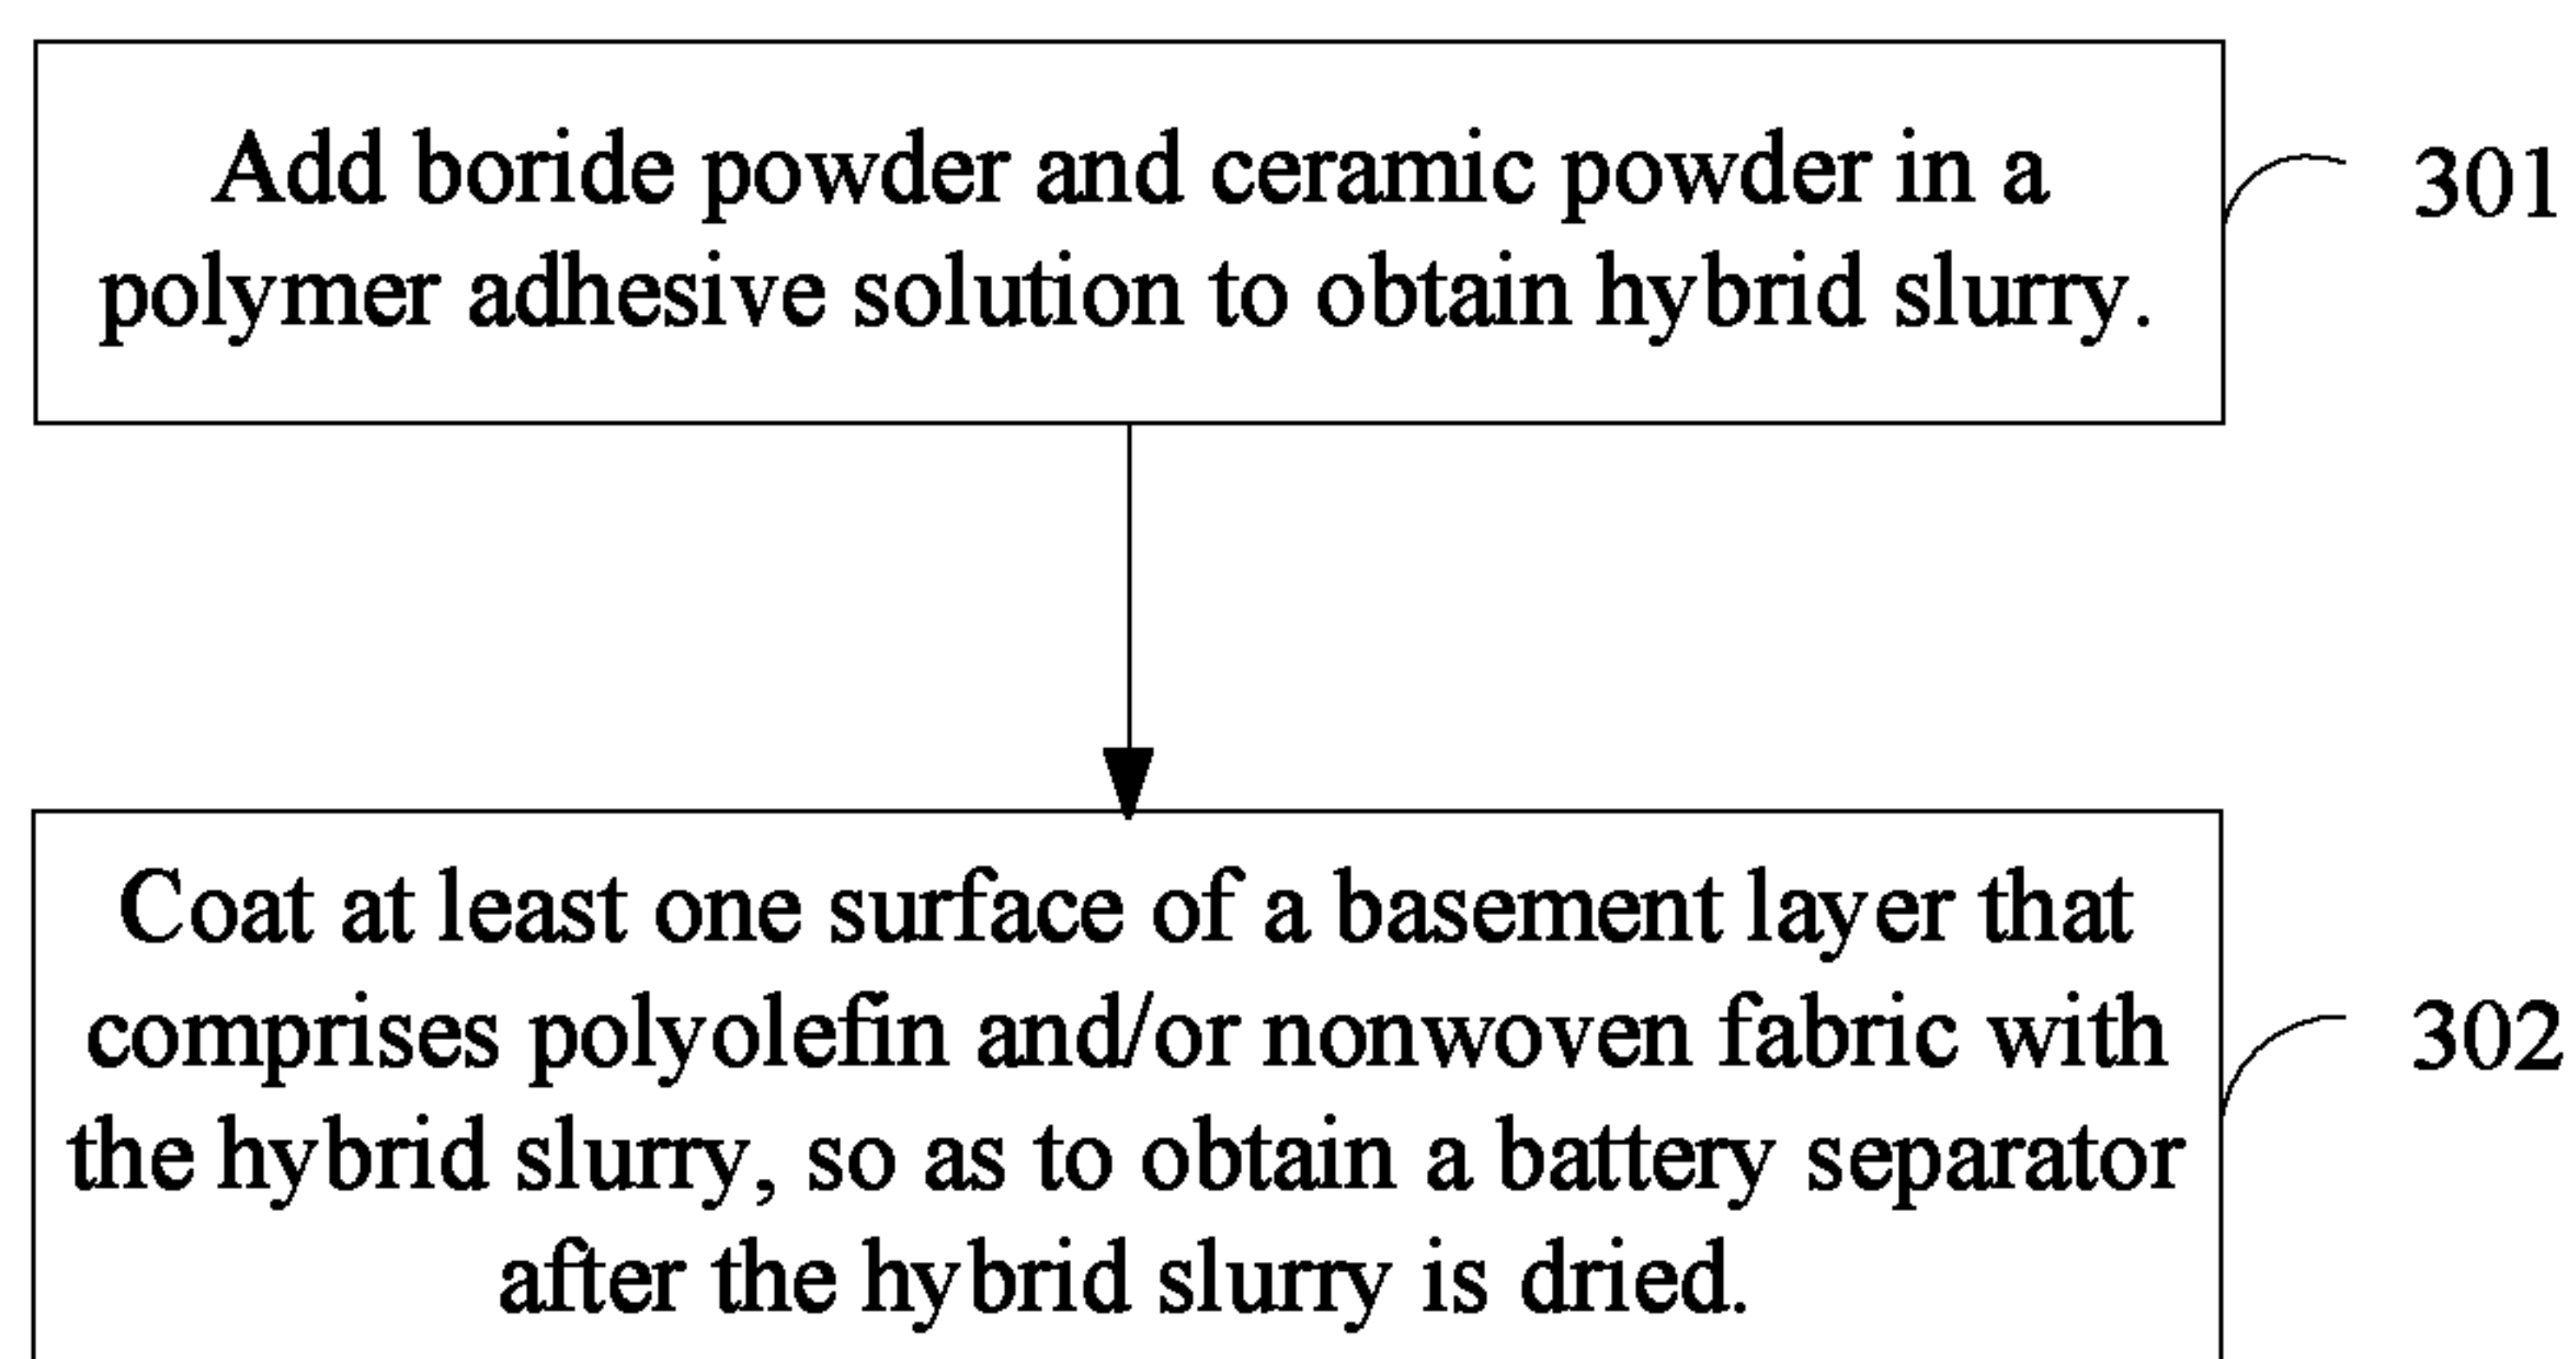 Add boride powder and ceramic powder in a
polymer adhesive solution to obtain hybrid slurry.
301
Coat at least one surface of a basement layer that
comprises polyolefin and/or nonwoven fabric with
the hybrid slurry, so as to obtain a battery separator
after the hybrid slurry is dried.
302